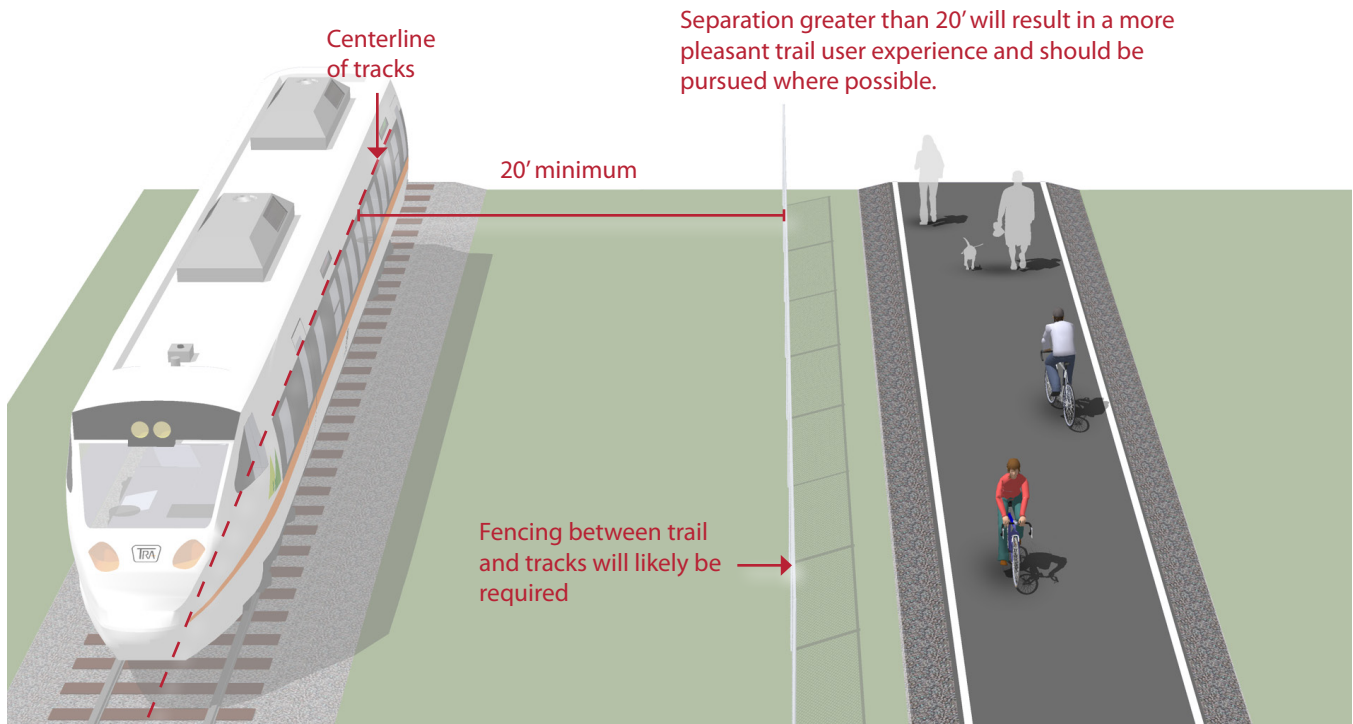 Centerline
of tracks
Separation greater than 20’ will result in a more
pleasant trail user experience and should be
pursued where possible.
20’ minimum
Fencing between trail
and tracks will likely be
required
TRA